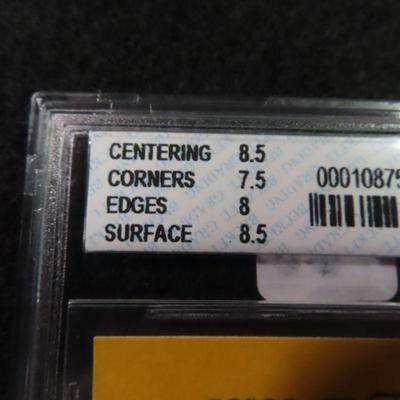 CENTERING 8.5
CORNERS 7.5 00010875
EDGES 8
SURFACE 8.5